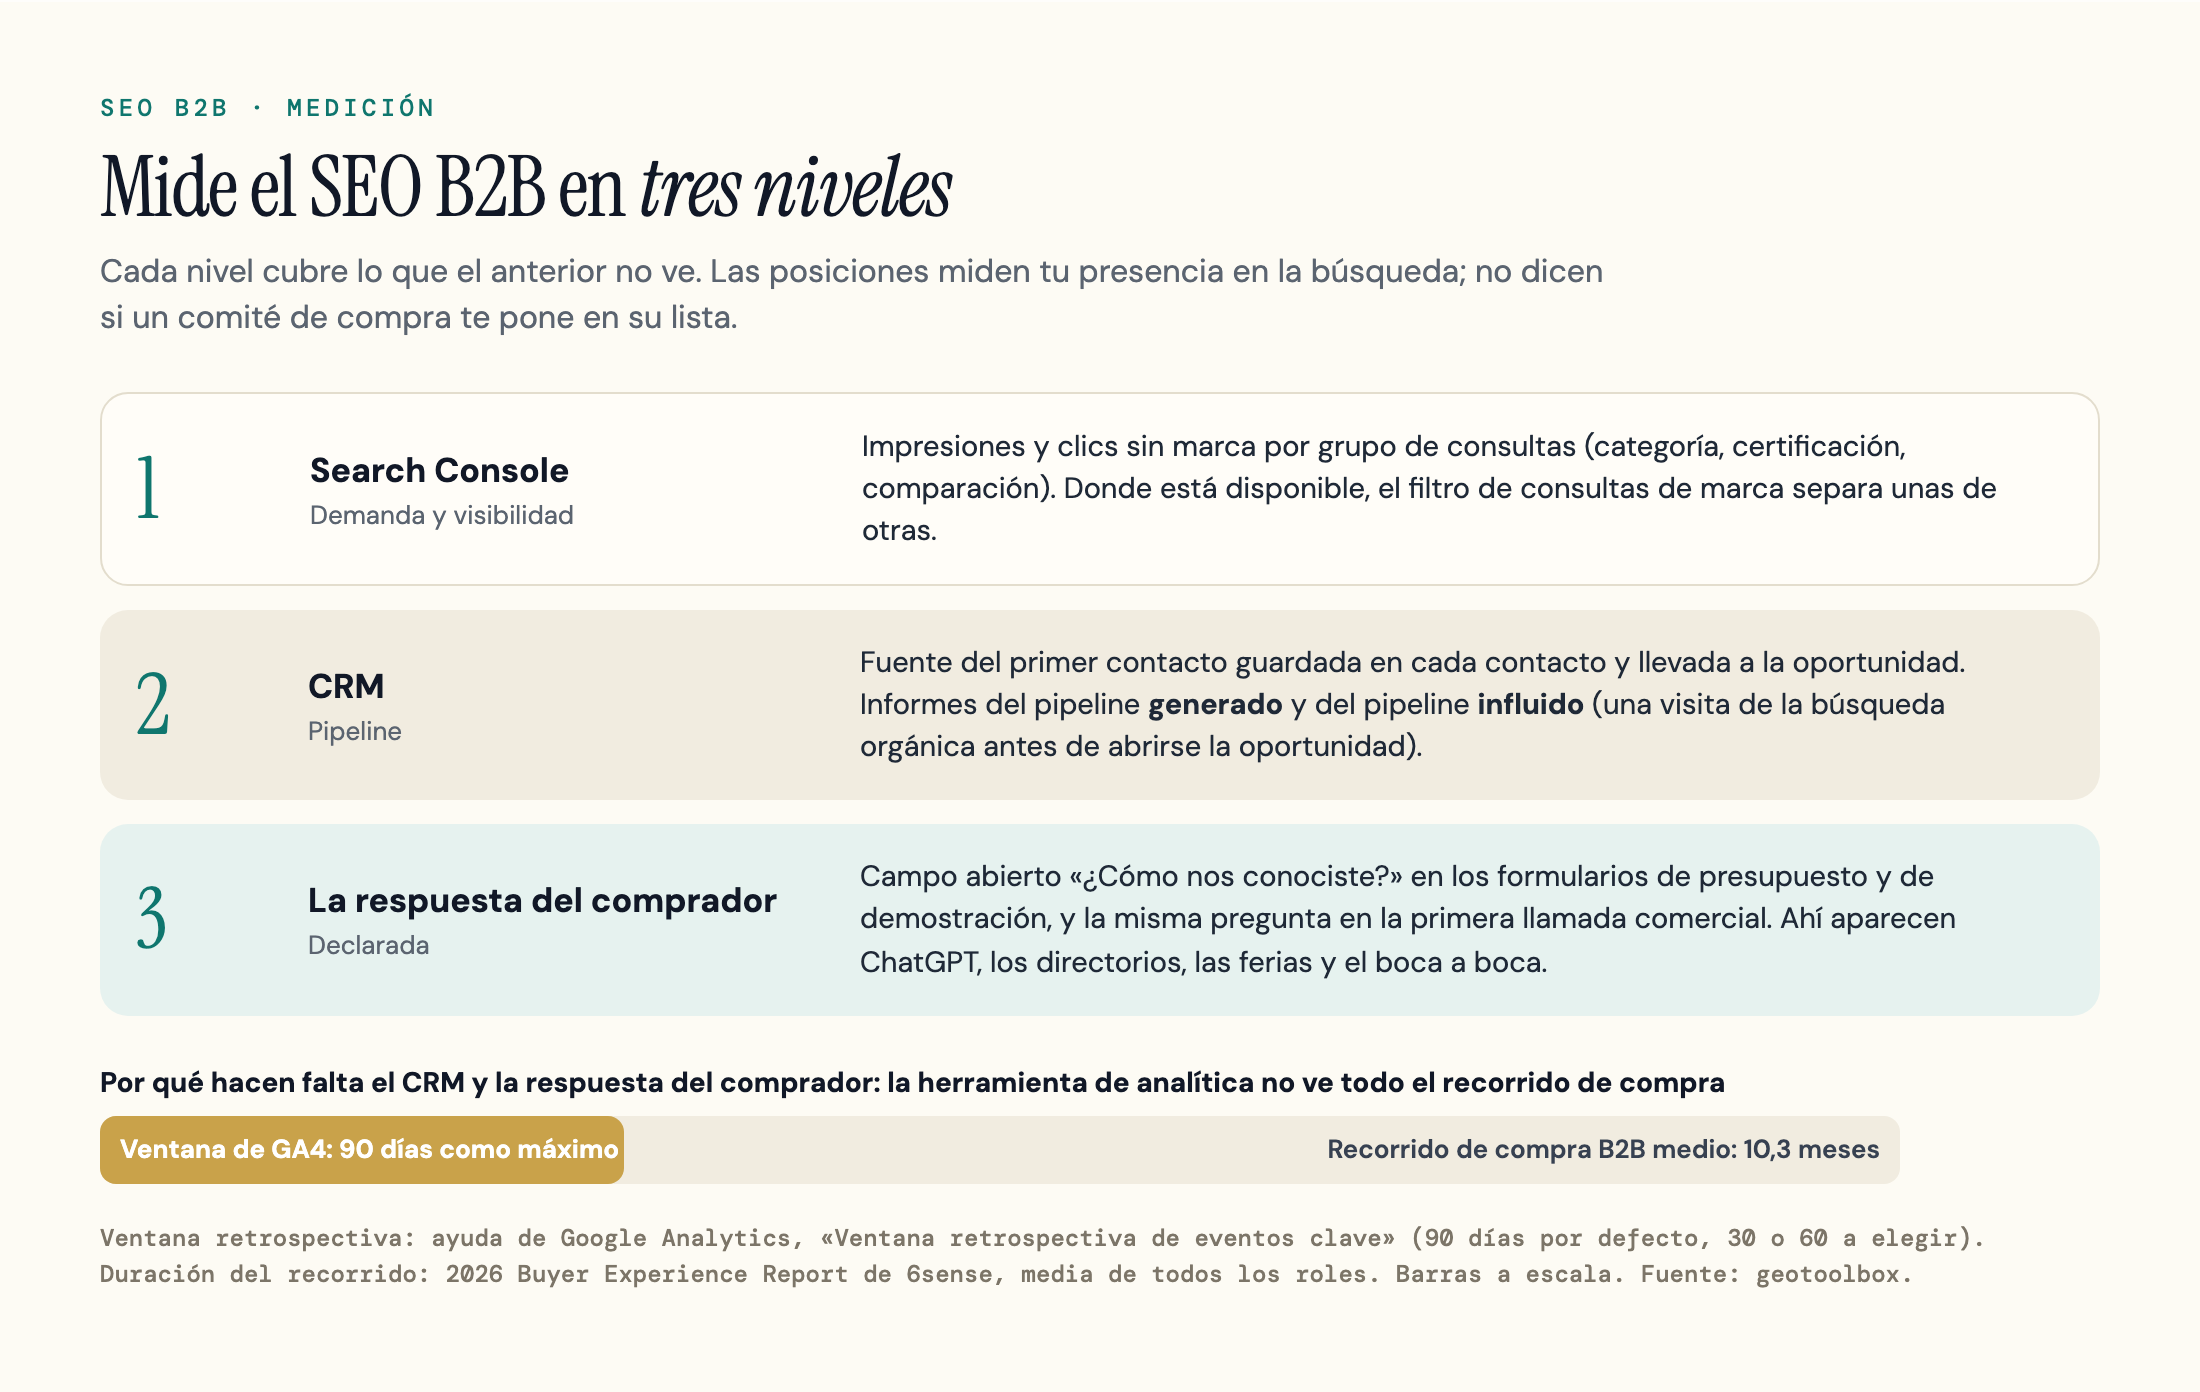 SEO B2B · MEDICIÓN
Mide el SEO B2B en tres niveles
Cada nivel cubre lo que el anterior no ve. Las posiciones miden tu presencia en la búsqueda; no dicen
si un comité de compra te pone en su lista.
1
Search Console
Demanda y visibilidad
Impresiones y clics sin marca por grupo de consultas (categoría, certificación,
comparación). Donde está disponible, el filtro de consultas de marca separa unas de
otras.
2
CRM
Pipeline
Fuente del primer contacto guardada en cada contacto y llevada a la oportunidad.
Informes del pipeline generado y del pipeline influido (una visita de la búsqueda
orgánica antes de abrirse la oportunidad).
3
La respuesta del comprador
Declarada
Campo abierto «¿Cómo nos conociste?» en los formularios de presupuesto y de
demostración, y la misma pregunta en la primera llamada comercial. Ahí aparecen
ChatGPT, los directorios, las ferias y el boca a boca.
Por qué hacen falta el CRM y la respuesta del comprador: la herramienta de analítica no ve todo el recorrido de compra
Ventana de GA4: 90 días como máximo
Recorrido de compra B2B medio: 10,3 meses
Ventana retrospectiva: ayuda de Google Analytics, «Ventana retrospectiva de eventos clave» (90 días por defecto, 30 o 60 a elegir).
Duración del recorrido: 2026 Buyer Experience Report de 6sense, media de todos los roles. Barras a escala. Fuente: geotoolbox.